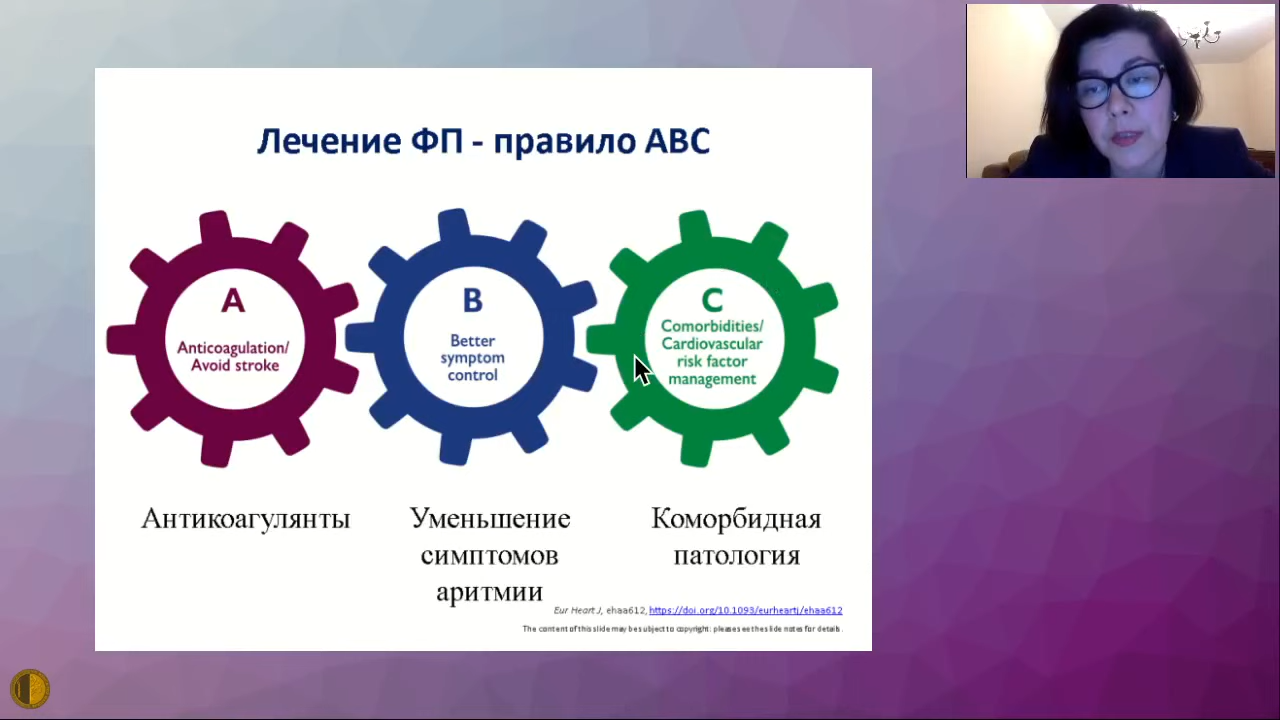 Лечение ФП - правило АВС
A
Anticoagulation/
Avoid stroke
B
Better
symptom
control
C
Comorbidities/
Cardiovascular
risk factor
management
Антикоагулянты
Уменьшение
симптомов
аритмии
Коморбидная
патология
Eur Heart J, ehaa612, https://doi.org/10.1093/eurheartj/ehaa612
The content of this slide may be subject to copyright: please see the slide notes for details.